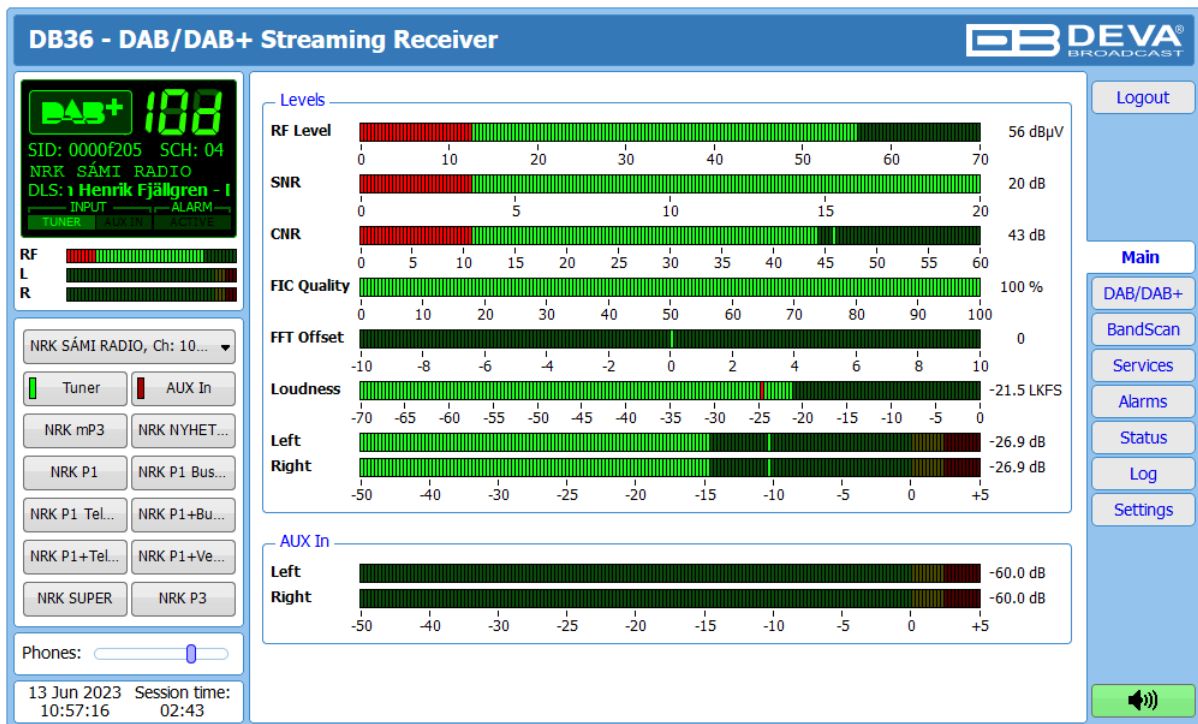 DB36 - DAB/DAB+ Streaming Receiver
DEVA®
BROADCAST
DAB+ 10d
SID: 0000f205 SCH: 04
NRK SÁMI RADIO
DLS: Henrik Fjällgren -
INPUT ALARM
TUNER AUX IN ACTIVE
RF
L
R
NRK SÁMI RADIO, Ch: 10...
Tuner AUX In
NRK mP3 NRK NYHET...
NRK P1 NRK P1 Bus...
NRK P1 Tel... NRK P1+Bu...
NRK P1+Tel... NRK P1+Ve...
NRK SUPER NRK P3
Phones:
13 Jun 2023 Session time:
10:57:16 02:43
Levels
RF Level 56 dBµV
0 10 20 30 40 50 60 70
SNR 20 dB
0 5 10 15 20
CNR 43 dB
0 5 10 15 20 25 30 35 40 45 50 55 60
FIC Quality 100 %
0 10 20 30 40 50 60 70 80 90 100
FFT Offset 0
-10 -8 -6 -4 -2 0 2 4 6 8 10
Loudness -21.5 LKFS
-70 -65 -60 -55 -50 -45 -40 -35 -30 -25 -20 -15 -10 -5 0
Left -26.9 dB
Right -26.9 dB
-50 -40 -30 -25 -20 -15 -10 -5 0 +5
AUX In
Left -60.0 dB
Right -60.0 dB
-50 -40 -30 -25 -20 -15 -10 -5 0 +5
Logout
Main
DAB/DAB+
BandScan
Services
Alarms
Status
Log
Settings